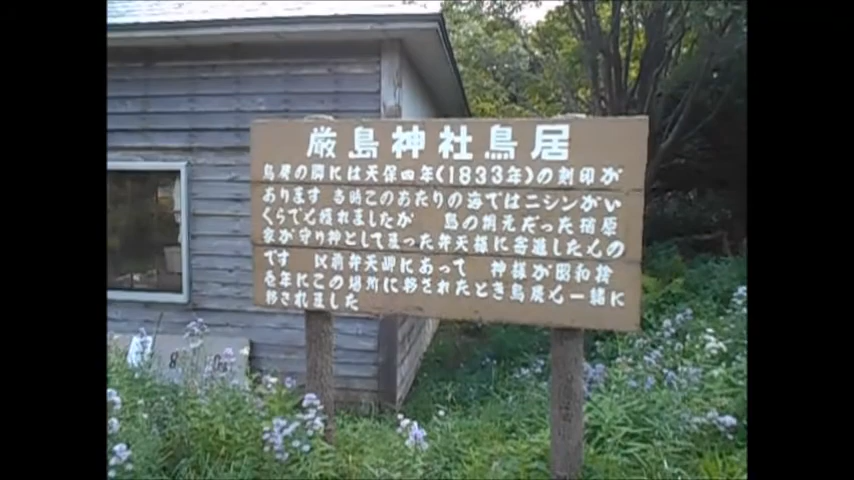 厳島神社鳥居
鳥居の隣には天保四年(1833年)の刻印が
あります 当時このあたりの海ではニシンがい
くらでも獲れましたが 島の網元だった
家が守り神としてまつった弁天様に寄進したもの
です 以前弁天岬にあって 神様が昭和
壱年にこの場所に移されたとき鳥居も一緒に
移されました